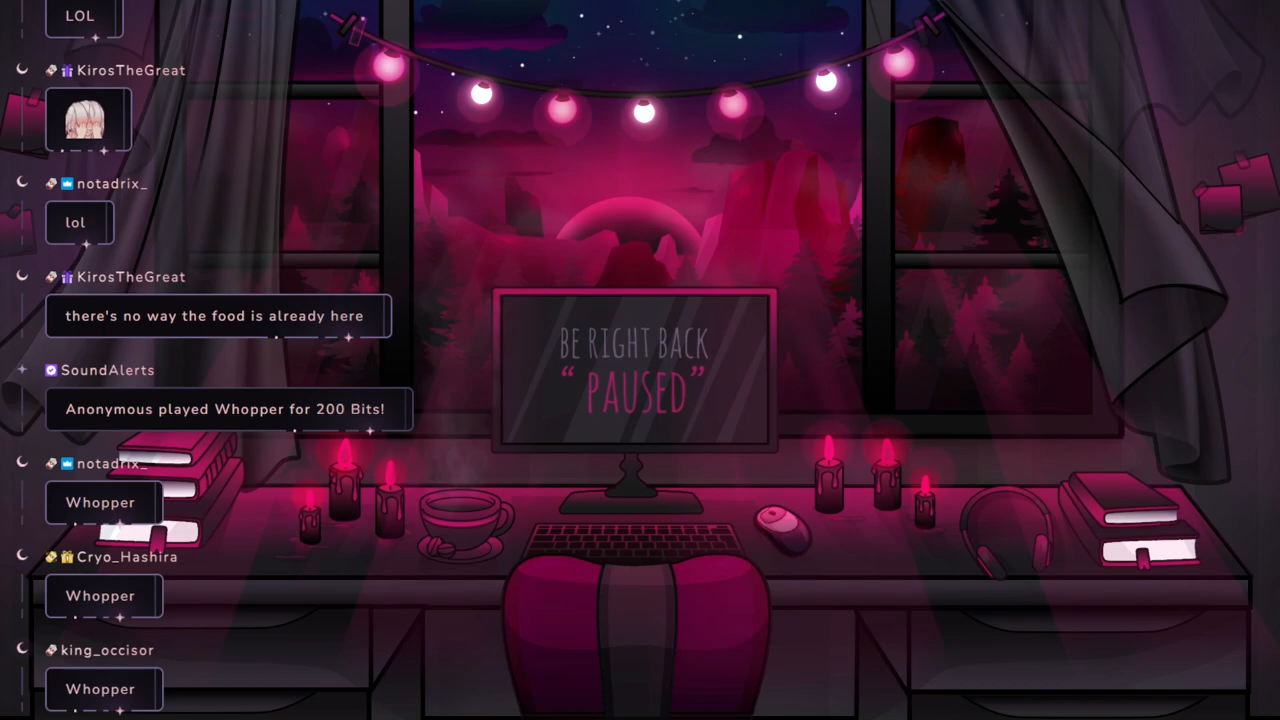 LOL
KirosTheGreat
notadrix_
lol
KirosTheGreat
there's no way the food is already here
SoundAlerts
Anonymous played Whopper for 200 Bits!
notadrix_
Whopper
Cryo_Hashira
Whopper
king_occisor
Whopper
BE RIGHT BACK
“ PAUSED”